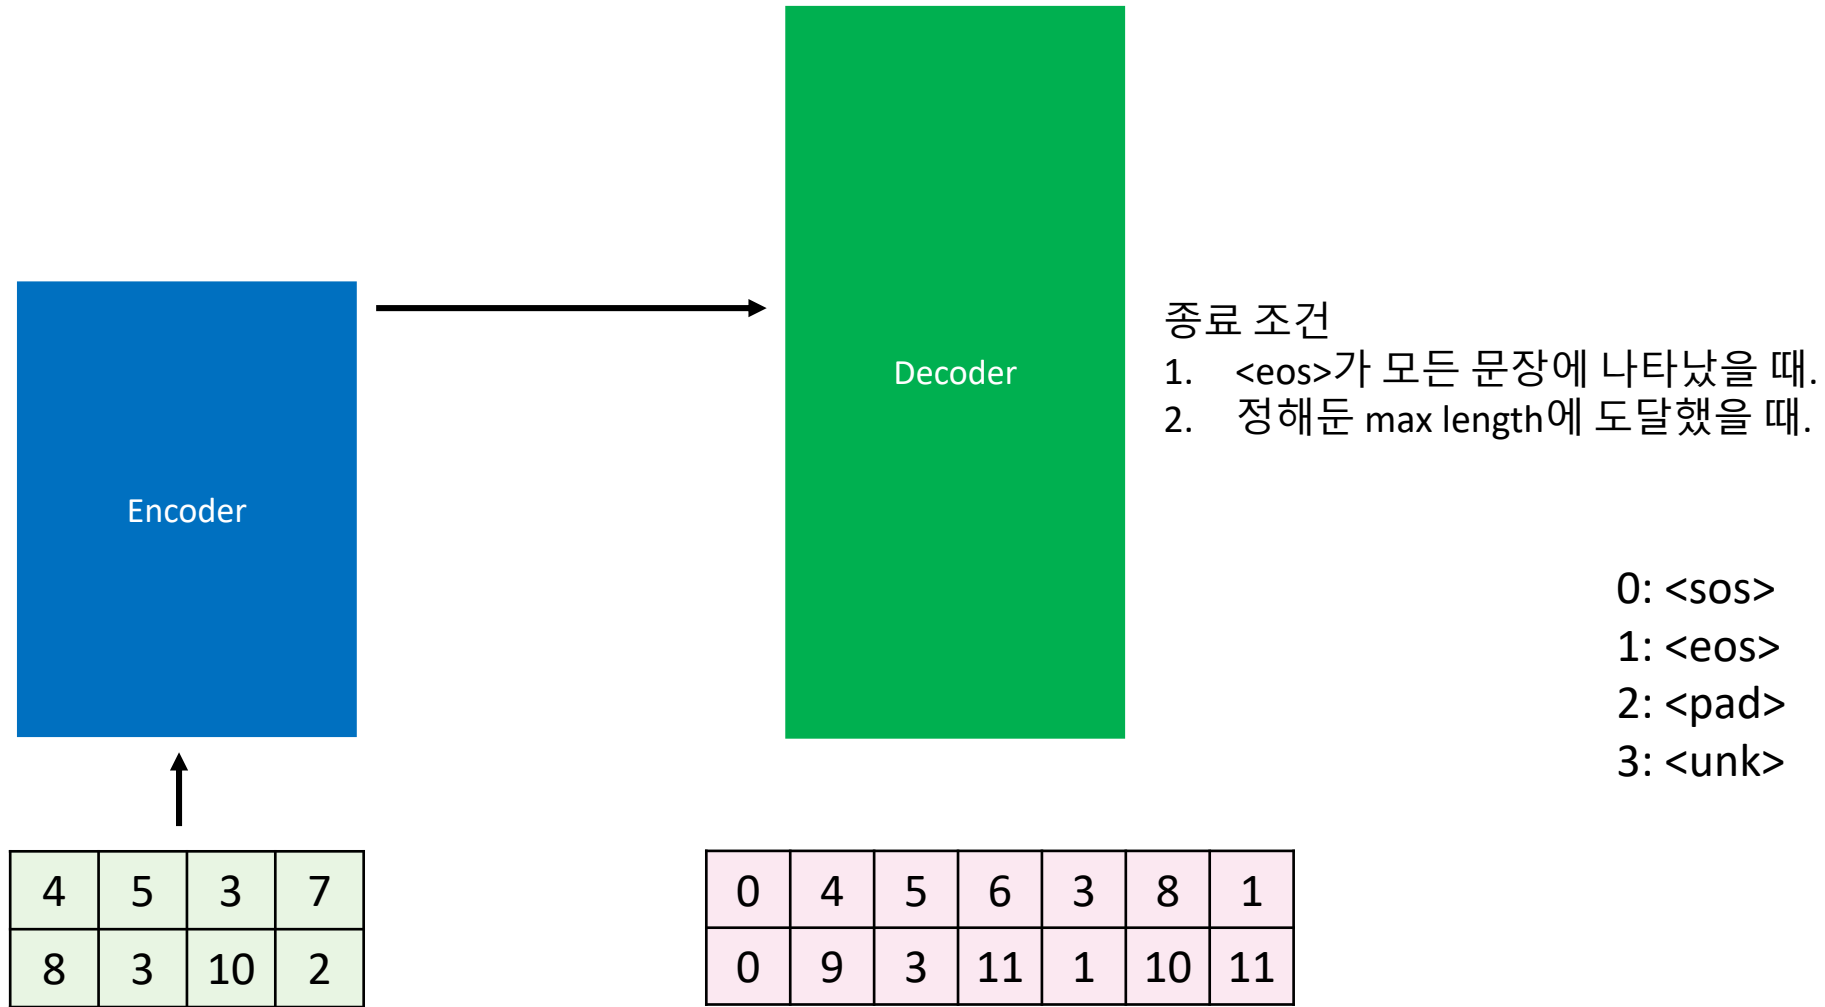 Encoder
Decoder
종료 조건
1. <eos>가 모든 문장에 나타났을 때.
2. 정해둔 max length에 도달했을 때.
0: <sos>
1: <eos>
2: <pad>
3: <unk>
4 5 3 7
8 3 10 2
0 4 5 6 3 8 1
0 9 3 11 1 10 11